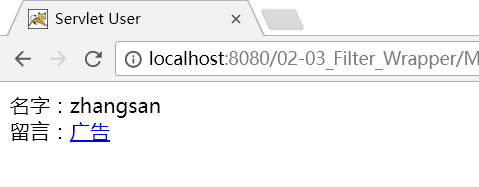 Servlet User
localhost:8080/02-03_Filter_Wrapper/M
名字：zhangsan
留言：广告